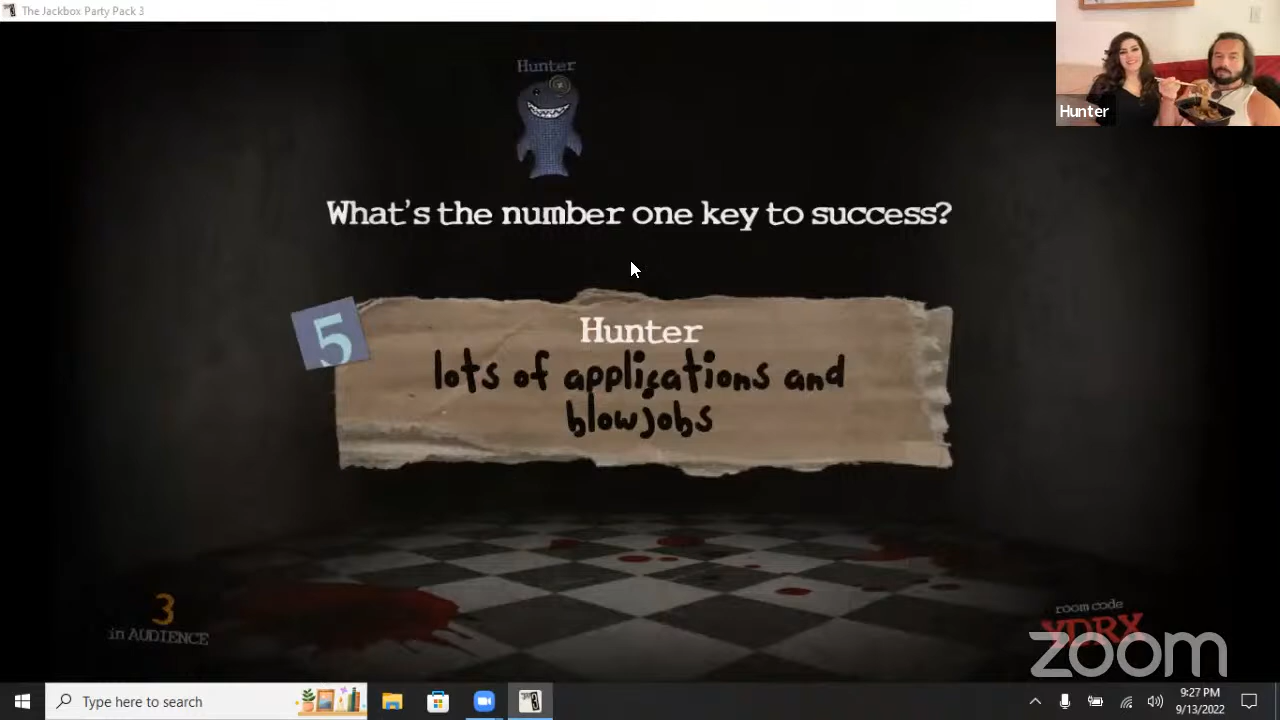 The Jackbox Party Pack 3
Hunter
Hunter
What's the number one key to success?
5
Hunter
lots of applications and
blowjobs
3
in AUDIENCE
room code
YDRX
zoom
Type here to search
9:27 PM
9/13/2022